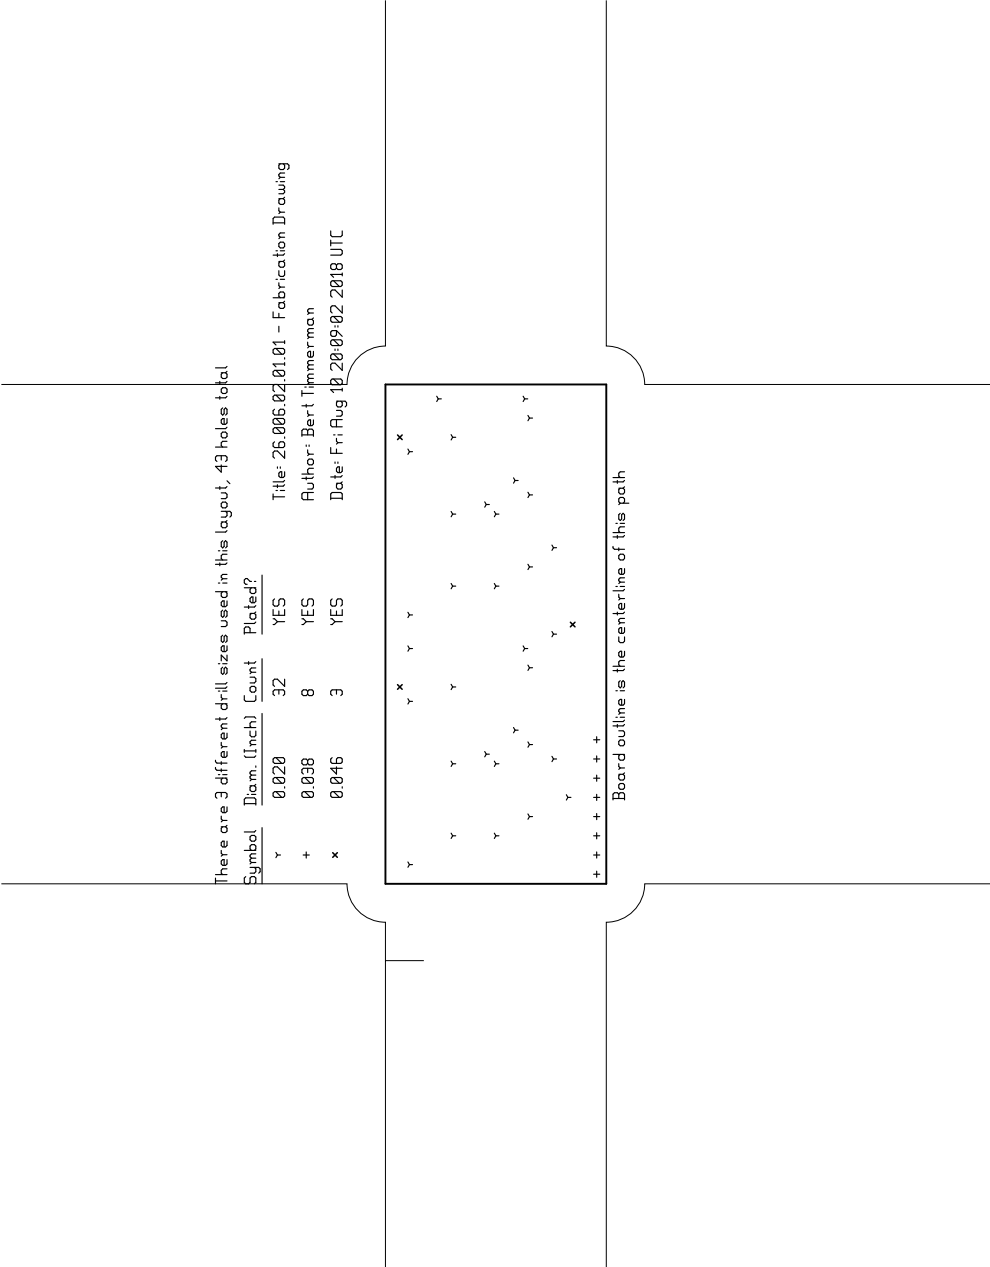 There are 3 different drill sizes used in this layout, 43 holes total
Symbol Diam. (Inch) Count Plated?
0.020 32 YES Title: 26.006.02.01.01 - Fabrication Drawing
+ 0.038 8 YES Author: Bert Timmerman
× 0.046 3 YES Date: Fri Aug 10 20:09:02 2018 UTC
Board outline is the centerline of this path